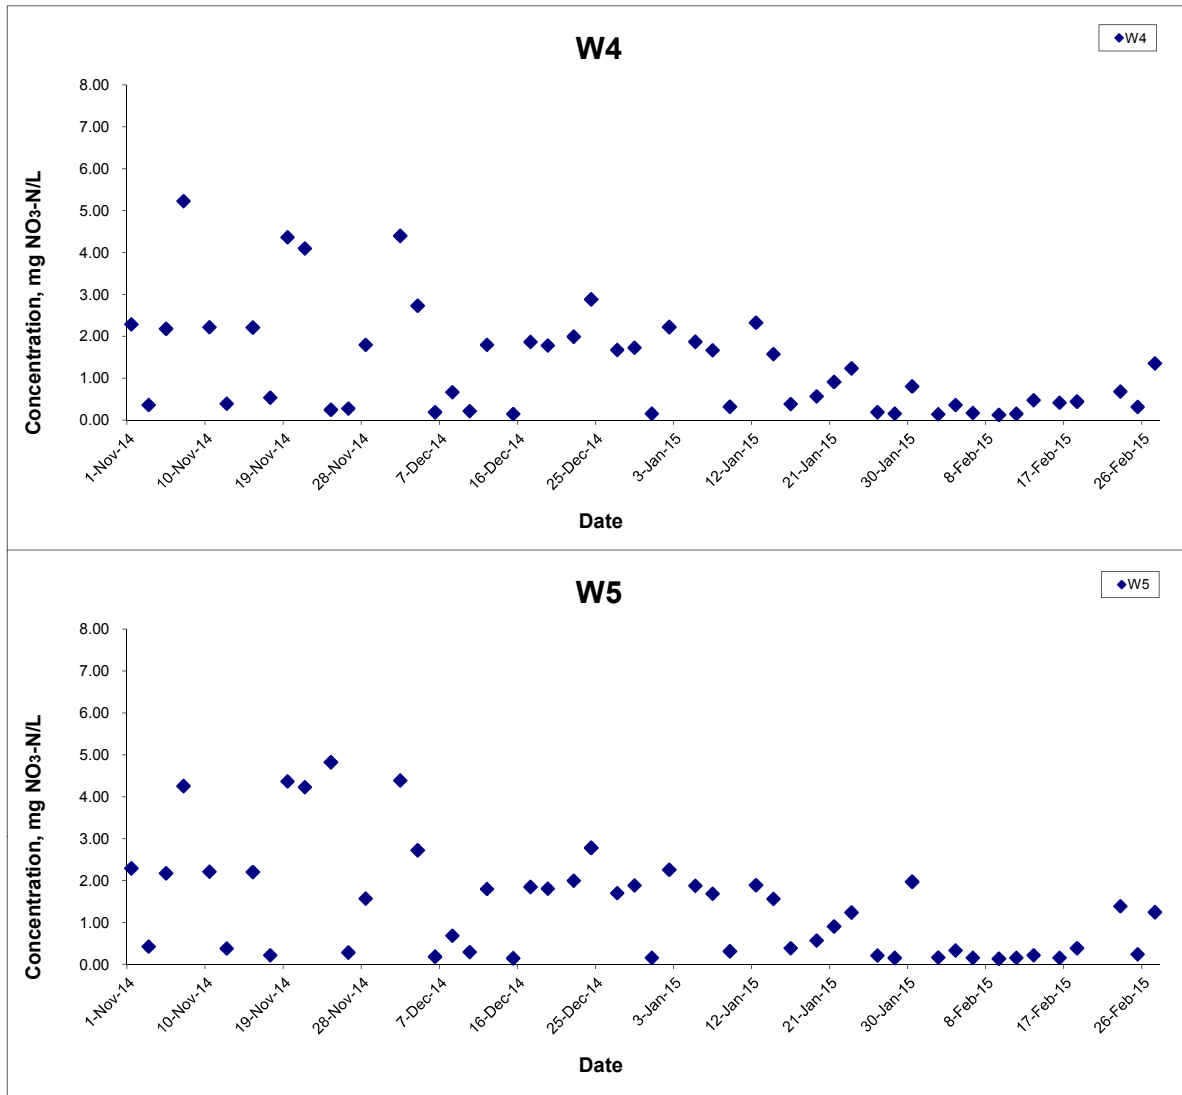 W4
W4
8.00
7.00
6.00
5.00
4.00
3.00
2.00
1.00
0.00
Concentration, mg NO₃-N/L
1-Nov-14
10-Nov-14
19-Nov-14
28-Nov-14
7-Dec-14
16-Dec-14
25-Dec-14
3-Jan-15
12-Jan-15
21-Jan-15
30-Jan-15
8-Feb-15
17-Feb-15
26-Feb-15
Date
W5
W5
8.00
7.00
6.00
5.00
4.00
3.00
2.00
1.00
0.00
Concentration, mg NO₃-N/L
1-Nov-14
10-Nov-14
19-Nov-14
28-Nov-14
7-Dec-14
16-Dec-14
25-Dec-14
3-Jan-15
12-Jan-15
21-Jan-15
30-Jan-15
8-Feb-15
17-Feb-15
26-Feb-15
Date